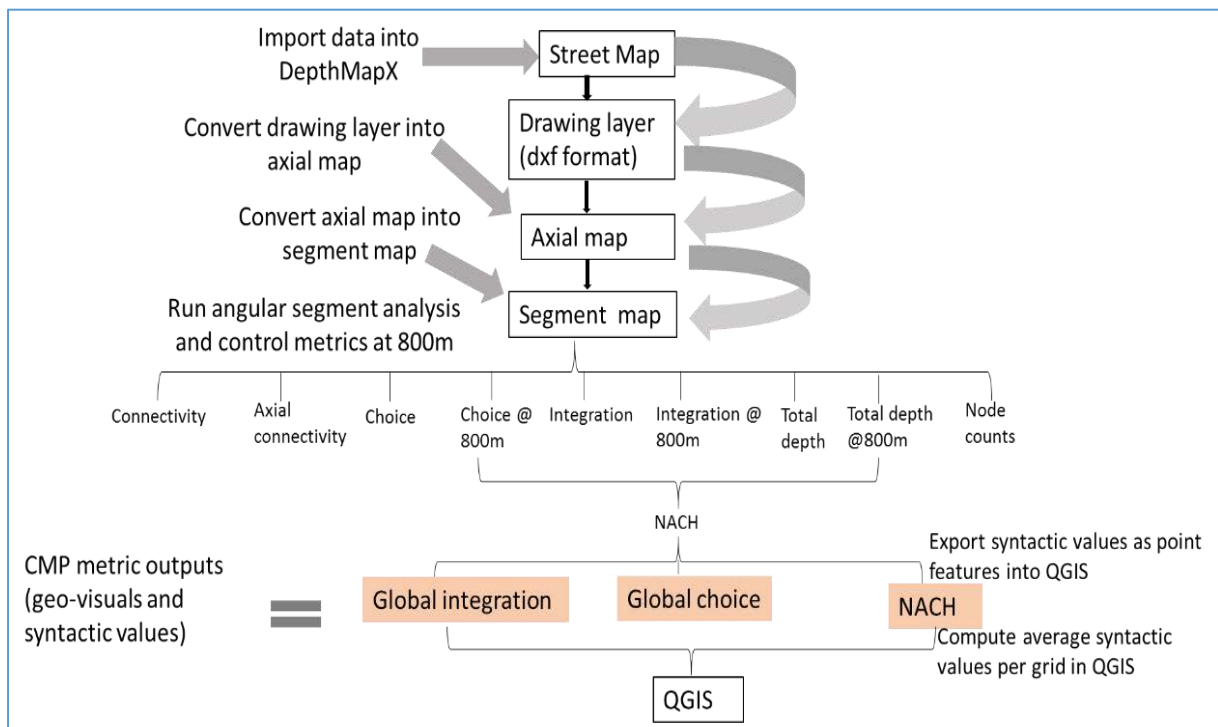 Import data into
DepthMapX
Street Map
Convert drawing layer into
axial map
Drawing layer
(dxf format)
Convert axial map into
segment map
Axial map
Run angular segment analysis
and control metrics at 800m
Segment map
Connectivity
Axial
connectivity
Choice
Choice @
800m
Integration
Integration @
800m
Total
depth
Total depth
@800m
Node
counts
NACH
Export syntactic values as point
features into QGIS
CMP metric outputs
(geo-visuals and
syntactic values)
Global integration
Global choice
NACH
Compute average syntactic
values per grid in QGIS
QGIS